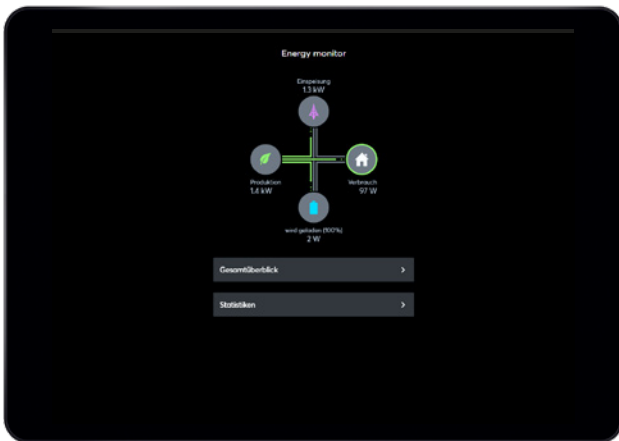 Energy monitor
Einspeisung
1.3 kW
Produktion
1.4 kW
Verbrauch
97 W
wird geladen (100%)
2 W
Gesamtüberblick
Statistiken